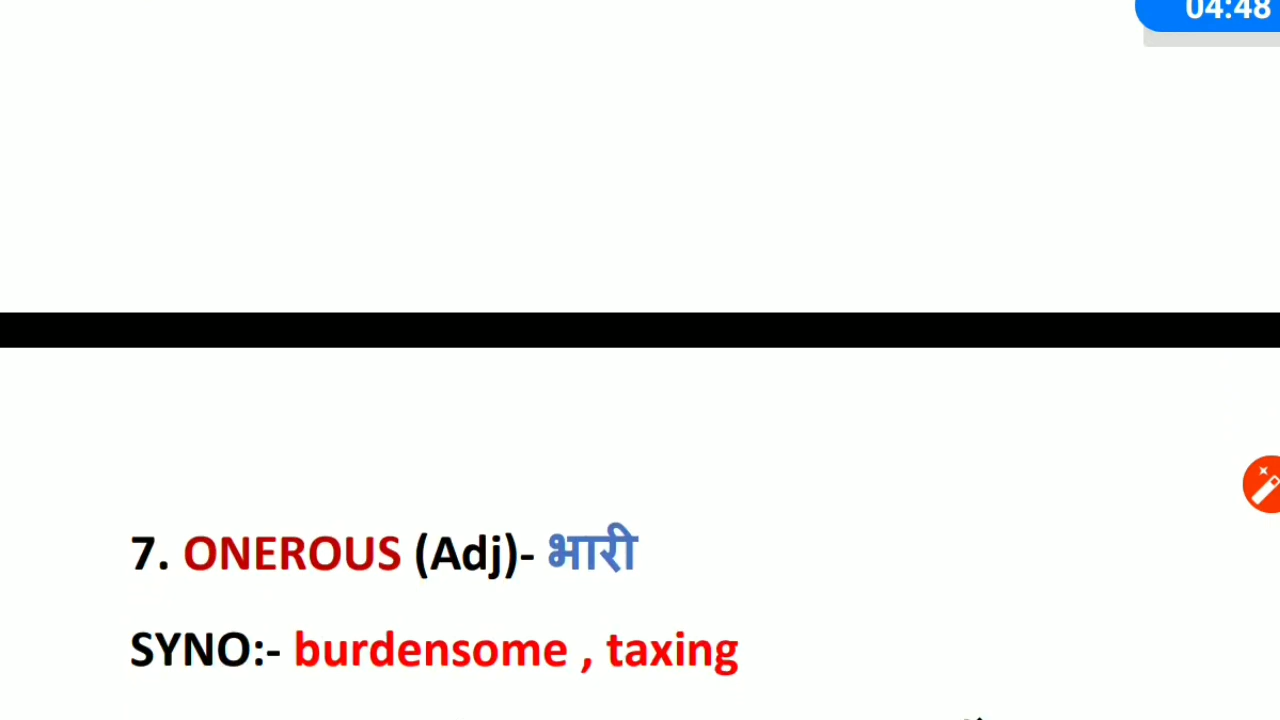 04:48
7. ONEROUS (Adj)- भारी
SYNO:- burdensome , taxing